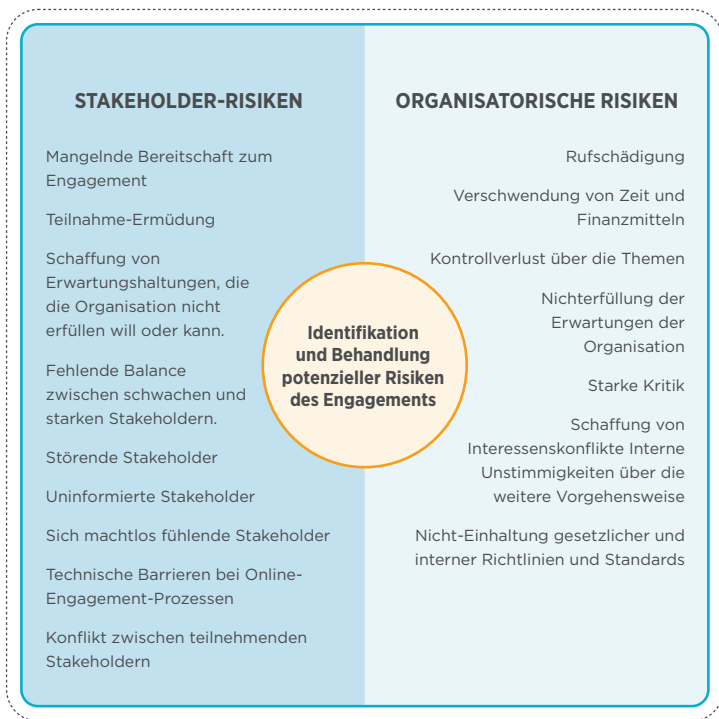 STAKEHOLDER-RISIKEN
Mangelnde Bereitschaft zum
Engagement
Teilnahme-Ermüdung
Schaffung von
Erwartungshaltungen, die
die Organisation nicht
erfüllen will oder kann.
Fehlende Balance
zwischen schwachen und
starken Stakeholdern.
Störende Stakeholder
Uninformierte Stakeholder
Sich machtlos fühlende Stakeholder
Technische Barrieren bei Online-
Engagement-Prozessen
Konflikt zwischen teilnehmenden
Stakeholdern
Identifikation
und Behandlung
potenzieller Risiken
des Engagements
ORGANISATORISCHE RISIKEN
Rufschädigung
Verschwendung von Zeit und
Finanzmitteln
Kontrollverlust über die Themen
Nichterfüllung der
Erwartungen der
Organisation
Starke Kritik
Schaffung von
Interessenskonflikte Interne
Unstimmigkeiten über die
weitere Vorgehensweise
Nicht-Einhaltung gesetzlicher und
interner Richtlinien und Standards